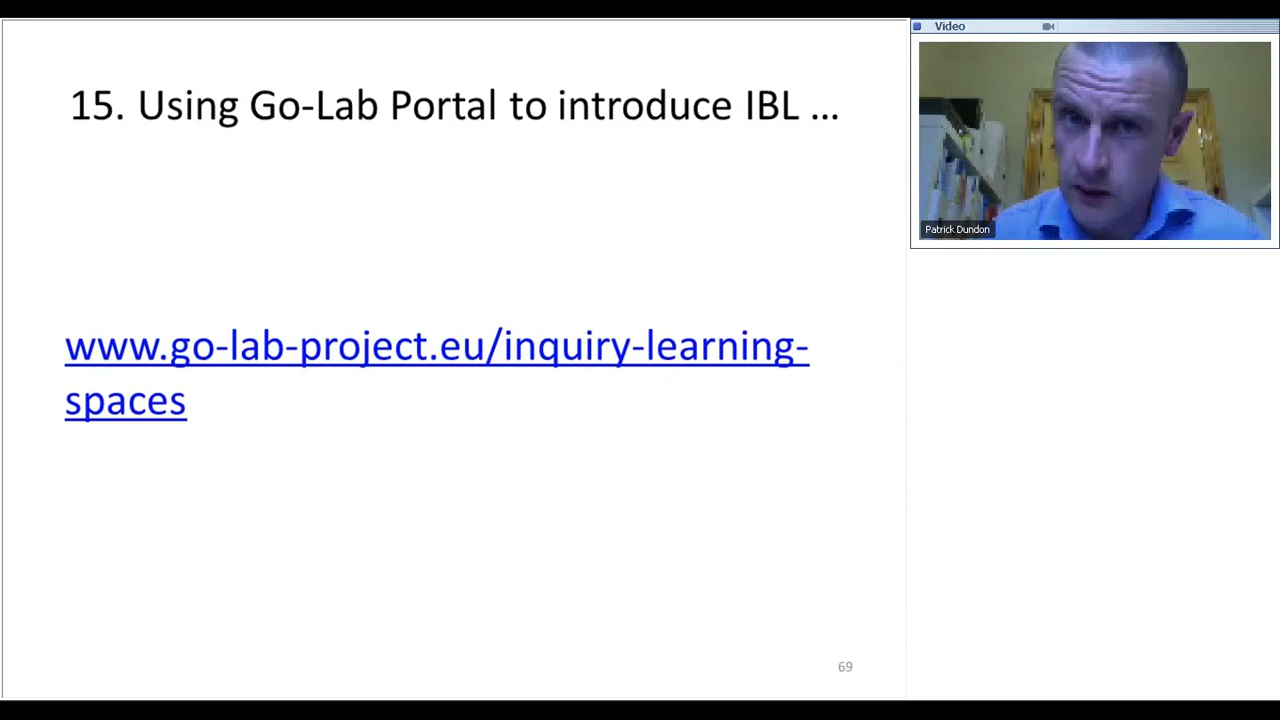 15. Using Go-Lab Portal to introduce IBL ...
www.go-lab-project.eu/inquiry-learning-
spaces
69
Video
Patrick Dundon